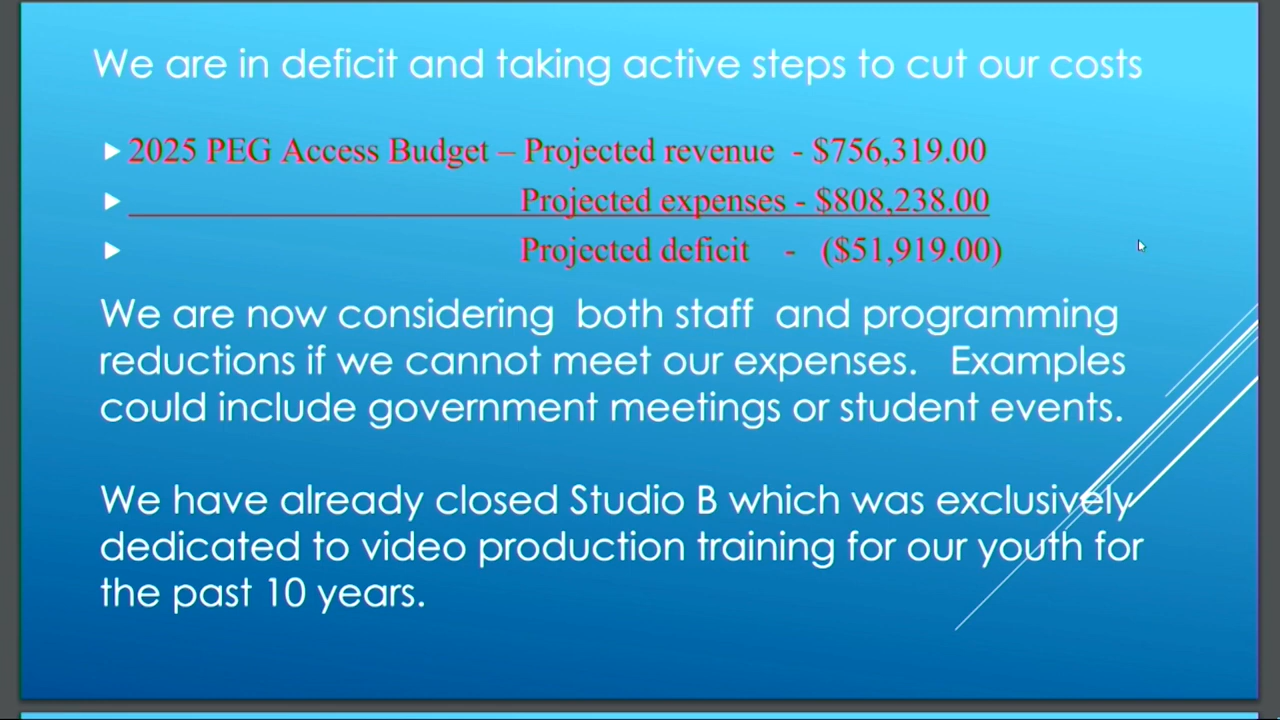 We are in deficit and taking active steps to cut our costs
2025 PEG Access Budget – Projected revenue - $756,319.00
Projected expenses - $808,238.00
Projected deficit - ($51,919.00)
We are now considering both staff and programming
reductions if we cannot meet our expenses. Examples
could include government meetings or student events.
We have already closed Studio B which was exclusively
dedicated to video production training for our youth for
the past 10 years.